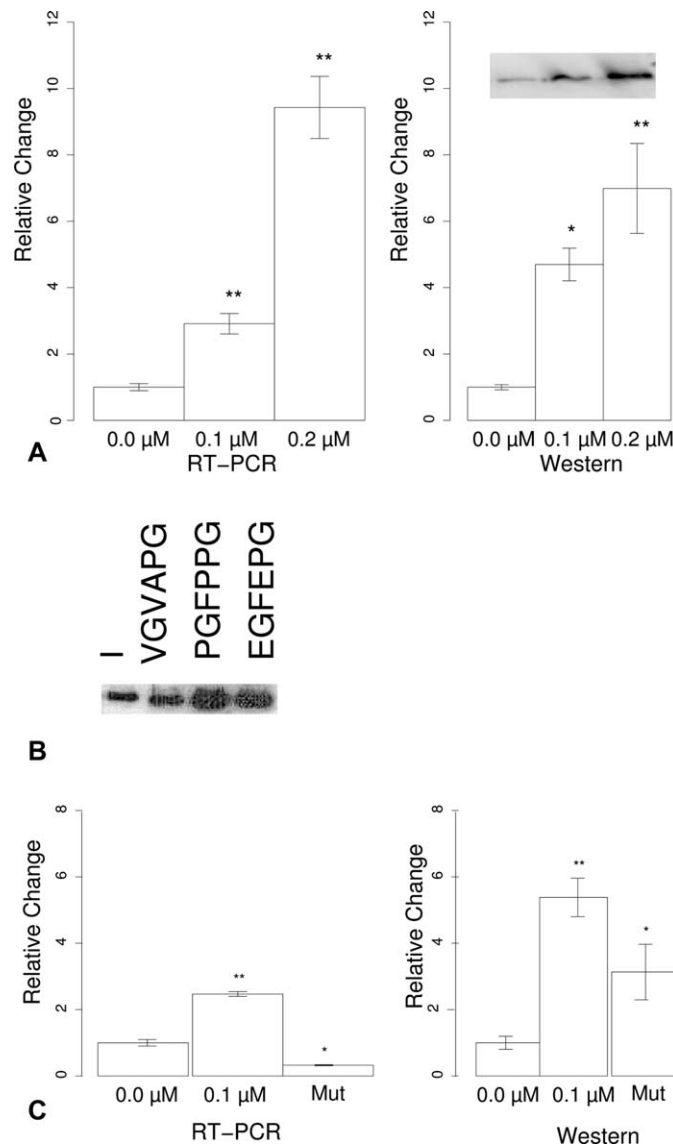 Relative Change
0 2 4 6 8 10 12
** **
0.0 µM 0.1 µM 0.2 µM
RT−PCR
Relative Change
0 2 4 6 8 10 12
* **
0.0 µM 0.1 µM 0.2 µM
Western
A
I
VGVAPG
PGFPPG
EGFEPG
B
Relative Change
0 2 4 6 8
** *
0.0 µM 0.1 µM Mut
RT−PCR
Relative Change
0 2 4 6 8
** *
0.0 µM 0.1 µM Mut
Western
C